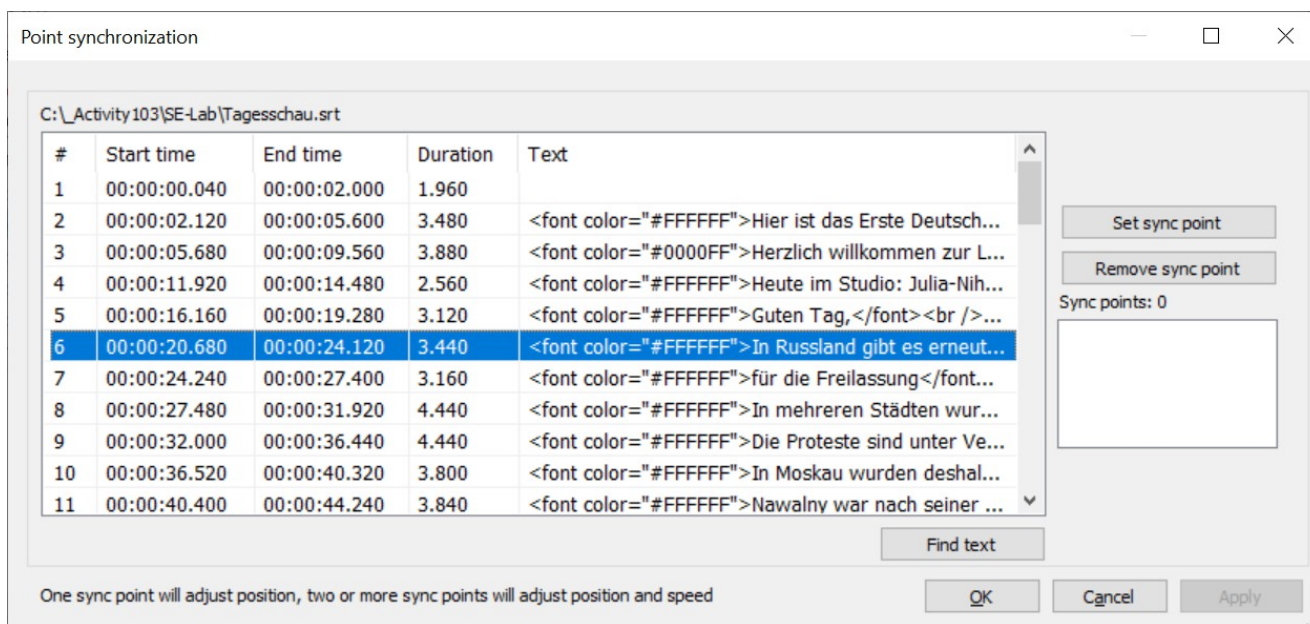 Point synchronization
C:\_Activity103\SE-Lab\Tagesschau.srt
# Start time End time Duration Text
1 00:00:00.040 00:00:02.000 1.960
2 00:00:02.120 00:00:05.600 3.480 <font color="#FFFFFF">Hier ist das Erste Deutsch...
3 00:00:05.680 00:00:09.560 3.880 <font color="#0000FF">Herzlich willkommen zur L...
4 00:00:11.920 00:00:14.480 2.560 <font color="#FFFFFF">Heute im Studio: Julia-Nih...
5 00:00:16.160 00:00:19.280 3.120 <font color="#FFFFFF">Guten Tag,</font><br />...
6 00:00:20.680 00:00:24.120 3.440 <font color="#FFFFFF">In Russland gibt es erneut...
7 00:00:24.240 00:00:27.400 3.160 <font color="#FFFFFF">für die Freilassung</font...
8 00:00:27.480 00:00:31.920 4.440 <font color="#FFFFFF">In mehreren Städten wur...
9 00:00:32.000 00:00:36.440 4.440 <font color="#FFFFFF">Die Proteste sind unter Ve...
10 00:00:36.520 00:00:40.320 3.800 <font color="#FFFFFF">In Moskau wurden deshal...
11 00:00:40.400 00:00:44.240 3.840 <font color="#FFFFFF">Nawalny war nach seiner ...
Set sync point
Remove sync point
Sync points: 0
Find text
One sync point will adjust position, two or more sync points will adjust position and speed
OK Cancel Apply